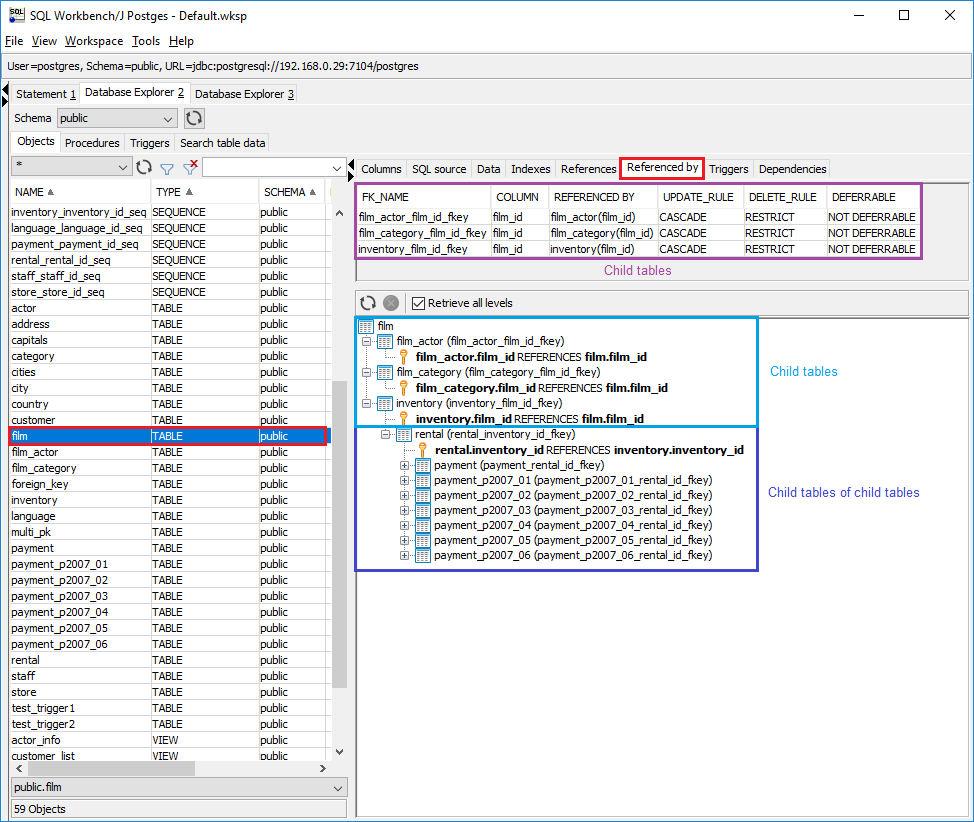 SQL Workbench/J Postges - Default.wksp
File View Workspace Tools Help
User=postgres, Schema=public, URL=jdbc:postgresql://192.168.0.29:7104/postgres
Statement 1 Database Explorer 2 Database Explorer 3
Schema public
Objects Procedures Triggers Search table data
*
NAME TYPE SCHEMA
inventory_inventory_id_seq SEQUENCE public
language_language_id_seq SEQUENCE public
payment_payment_id_seq SEQUENCE public
rental_rental_id_seq SEQUENCE public
staff_staff_id_seq SEQUENCE public
store_store_id_seq SEQUENCE public
actor TABLE public
address TABLE public
capitals TABLE public
category TABLE public
cities TABLE public
city TABLE public
country TABLE public
customer TABLE public
film TABLE public
film_actor TABLE public
film_category TABLE public
foreign_key TABLE public
inventory TABLE public
language TABLE public
multi_pk TABLE public
payment TABLE public
payment_p2007_01 TABLE public
payment_p2007_02 TABLE public
payment_p2007_03 TABLE public
payment_p2007_04 TABLE public
payment_p2007_05 TABLE public
payment_p2007_06 TABLE public
rental TABLE public
staff TABLE public
store TABLE public
test_trigger1 TABLE public
test_trigger2 TABLE public
actor_info VIEW public
customer_list VIEW public
public.film
59 Objects
Columns SQL source Data Indexes References Referenced by Triggers Dependencies
FK_NAME COLUMN REFERENCED BY UPDATE_RULE DELETE_RULE DEFERRABLE
film_actor_film_id_fkey film_id film_actor(film_id) CASCADE RESTRICT NOT DEFERRABLE
film_category_film_id_fkey film_id film_category(film_id) CASCADE RESTRICT NOT DEFERRABLE
inventory_film_id_fkey film_id inventory(film_id) CASCADE RESTRICT NOT DEFERRABLE
Child tables
Retrieve all levels
film
film_actor (film_actor_film_id_fkey)
film_actor.film_id REFERENCES film.film_id
film_category (film_category_film_id_fkey)
film_category.film_id REFERENCES film.film_id
inventory (inventory_film_id_fkey)
inventory.film_id REFERENCES film.film_id
Child tables
rental (rental_inventory_id_fkey)
rental.inventory_id REFERENCES inventory.inventory_id
payment (payment_rental_id_fkey)
payment_p2007_01 (payment_p2007_01_rental_id_fkey)
payment_p2007_02 (payment_p2007_02_rental_id_fkey)
payment_p2007_03 (payment_p2007_03_rental_id_fkey)
payment_p2007_04 (payment_p2007_04_rental_id_fkey)
payment_p2007_05 (payment_p2007_05_rental_id_fkey)
payment_p2007_06 (payment_p2007_06_rental_id_fkey)
Child tables of child tables